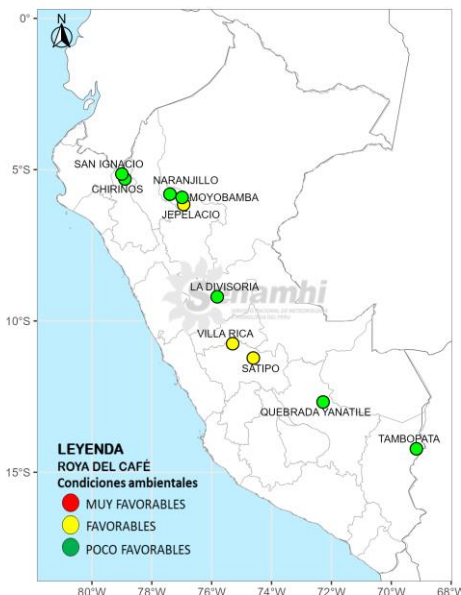 N
0°
SAN IGNACIO
5°S
CHIRINOS
NARANJILLO
MOYOBAMBA
JEPELACIO
LA DIVISORIA
Senamhi
10°S
VILLA RICA
SATIPO
QUEBRADA YANATILE
TAMBOPATA
LEYENDA
ROYA DEL CAFÉ
Condiciones ambientales
15°S
MUY FAVORABLES
FAVORABLES
POCO FAVORABLES
80°W 78°W 76°W 74°W 72°W 70°W 68°W